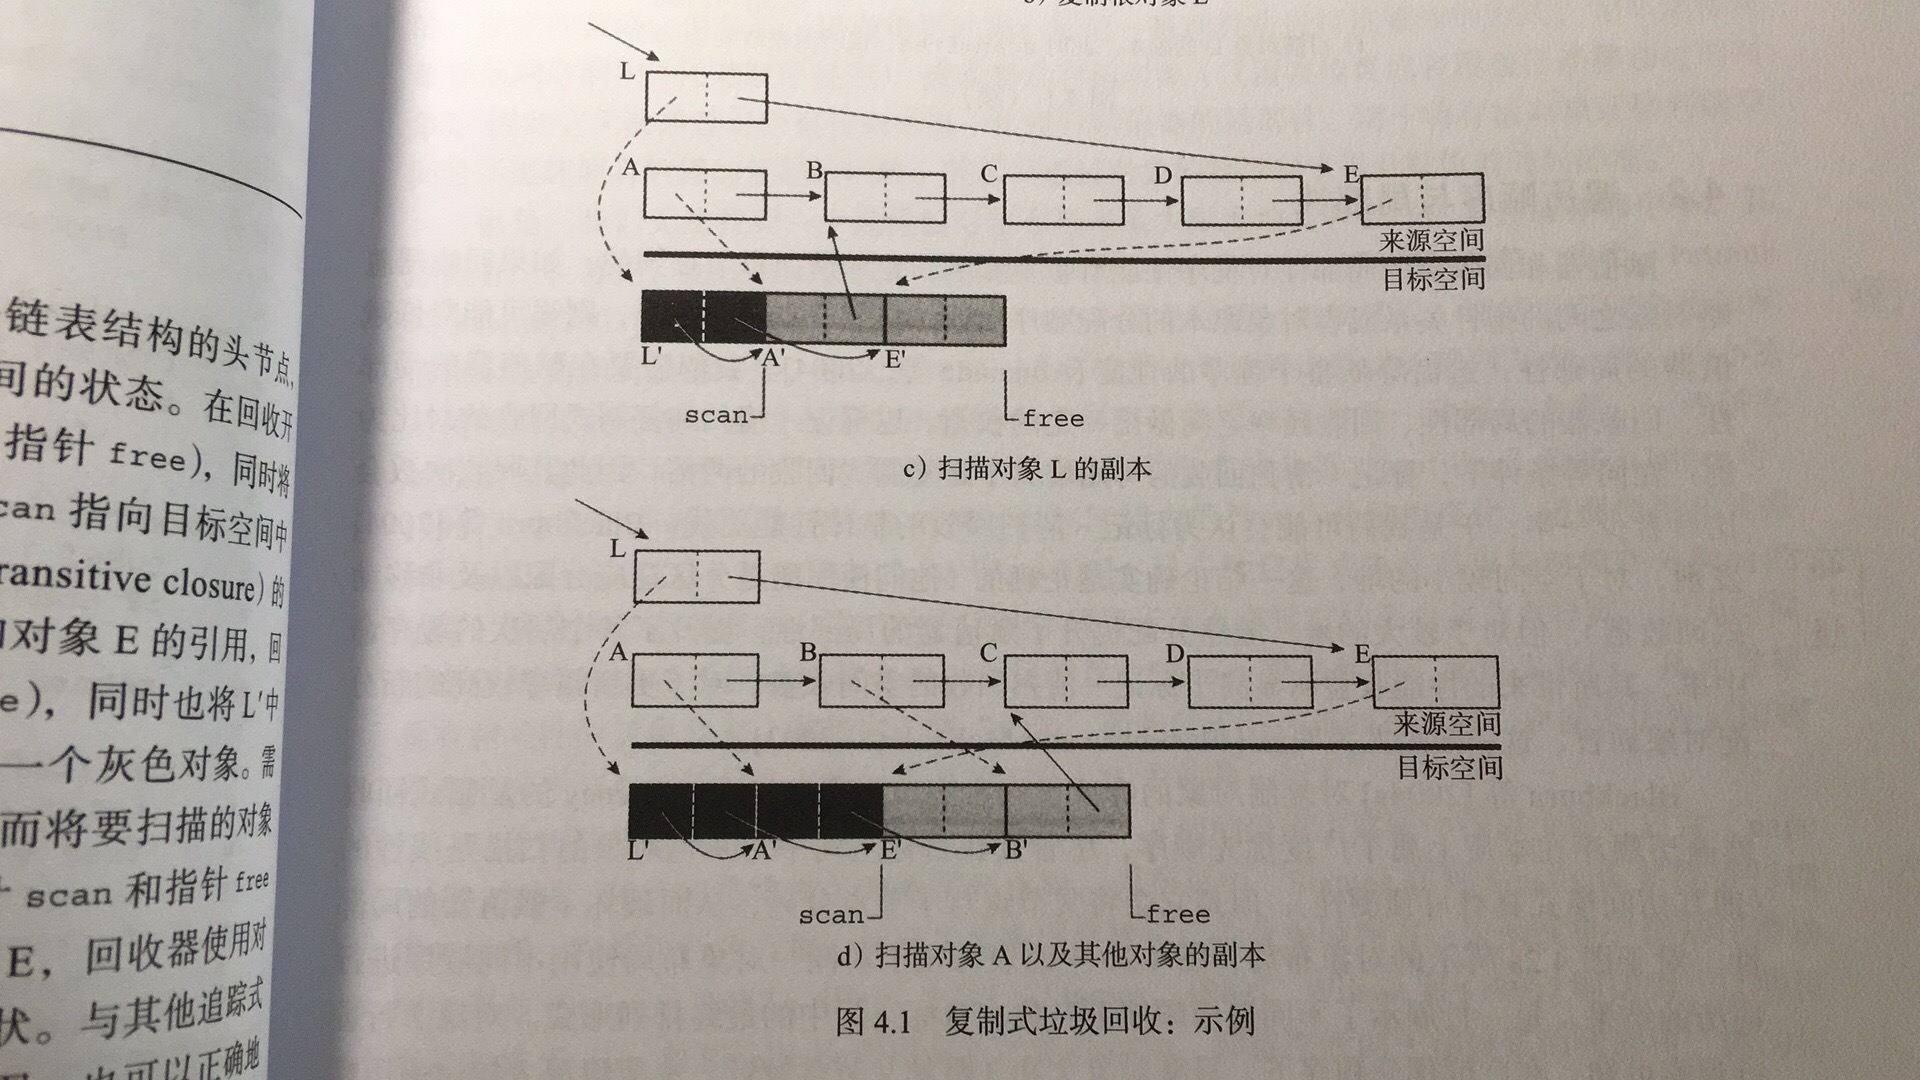 链表结构的头节点,
间的状态。在回收开
指针 free），同时将
can 指向目标空间中
ransitive closure) 的
对象 E 的引用, 回
e），同时也将 L' 中
一个灰色对象。需
而将要扫描的对象
scan 和指针 free
E，回收器使用对
状。与其他追踪式
也可以正确地
L
A B C D E
来源空间
目标空间
L' A' E'
scan free
c）扫描对象 L 的副本
L
A B C D E
来源空间
目标空间
L' A' E' B'
scan free
d）扫描对象 A 以及其他对象的副本
图 4.1 复制式垃圾回收：示例